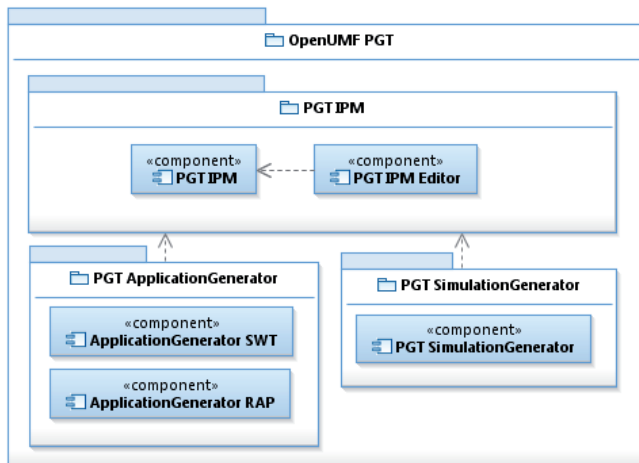 OpenUMF PGT
PGT IPM
«component»
PGT IPM
«component»
PGT IPM Editor
PGT ApplicationGenerator
«component»
ApplicationGenerator SWT
«component»
ApplicationGenerator RAP
PGT SimulationGenerator
«component»
PGT SimulationGenerator